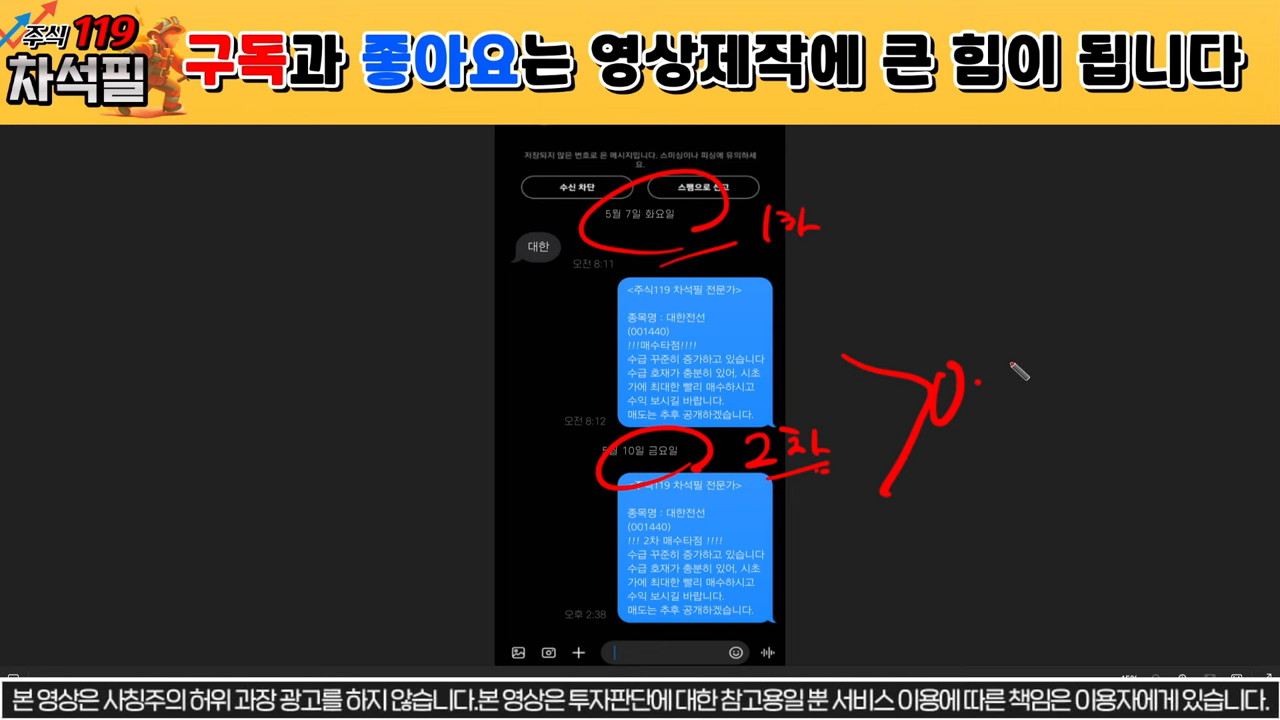 주식 119
차석필
구독과 좋아요는 영상제작에 큰 힘이 됩니다
저장되지 않은 번호로 온 메시지입니다. 스미싱이나 피싱에 유의하세
요.
수신 차단
스팸으로 신고
5월 7일 화요일
1차
대한
오전 8:11
<주식119 차석필 전문가>
종목명 : 대한전선
(001440)
!!!매수타점!!!!
수급 꾸준히 증가하고 있습니다
수급 호재가 충분히 있어, 시초
가에 최대한 빨리 매수하시고
수익 보시길 바랍니다.
매도는 추후 공개하겠습니다.
오전 8:12
5월 10일 금요일
2차
<주식119 차석필 전문가>
종목명 : 대한전선
(001440)
!!! 2차 매수타점 !!!!
수급 꾸준히 증가하고 있습니다
수급 호재가 충분히 있어, 시초
가에 최대한 빨리 매수하시고
수익 보시길 바랍니다.
매도는 추후 공개하겠습니다.
오후 2:38
0.
본 영상은 사칭주의 허위 과장 광고를 하지 않습니다.본 영상은 투자판단에 대한 참고용일 뿐 서비스 이용에 따른 책임은 이용자에게 있습니다.